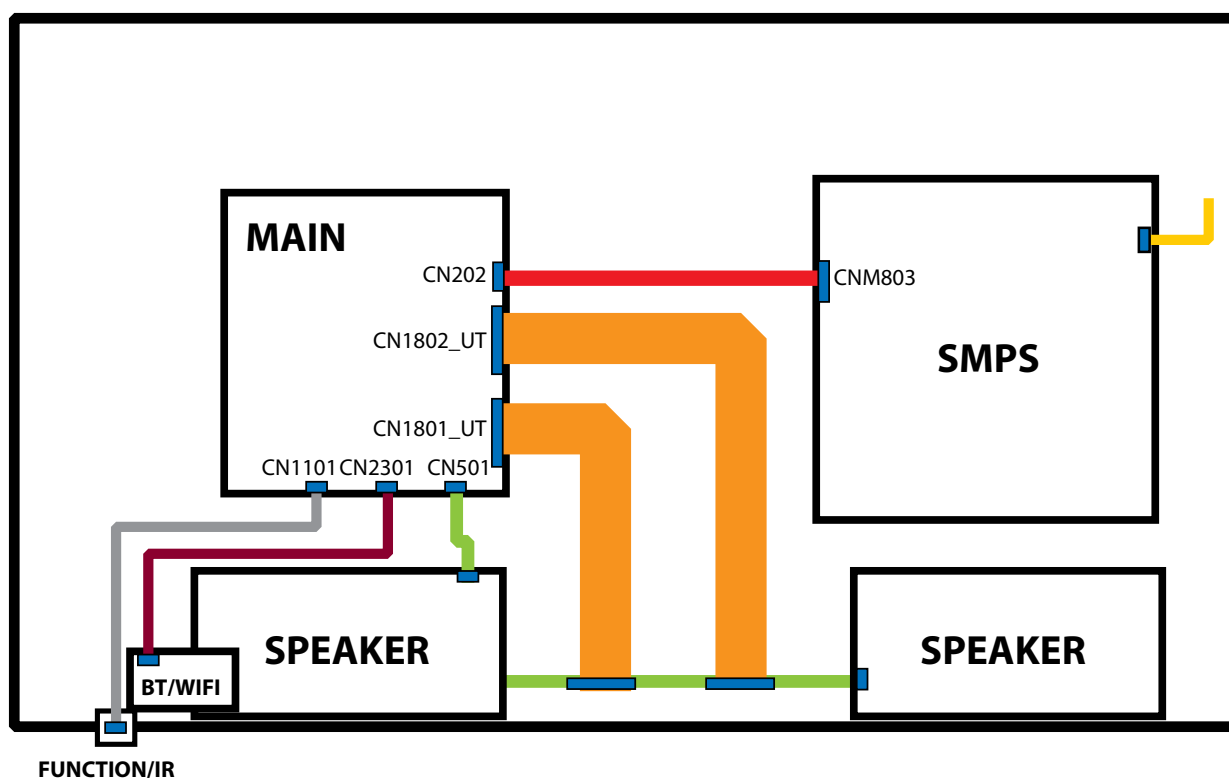 MAIN
CN202
CNM803
CN1802_UT
SMPS
CN1801_UT
CN1101 CN2301 CN501
SPEAKER
SPEAKER
BT/WIFI
FUNCTION/IR